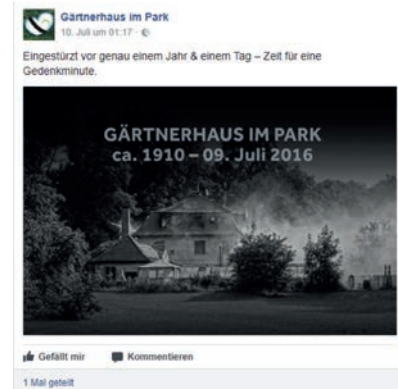 Gärtnerhaus im Park
10. Juli um 01:17 ·
Eingestürzt vor genau einem Jahr & einem Tag – Zeit für eine
Gedenkminute.
GÄRTNERHAUS IM PARK
ca. 1910 – 09. Juli 2016
Gefällt mir
Kommentieren
1 Mal geteilt